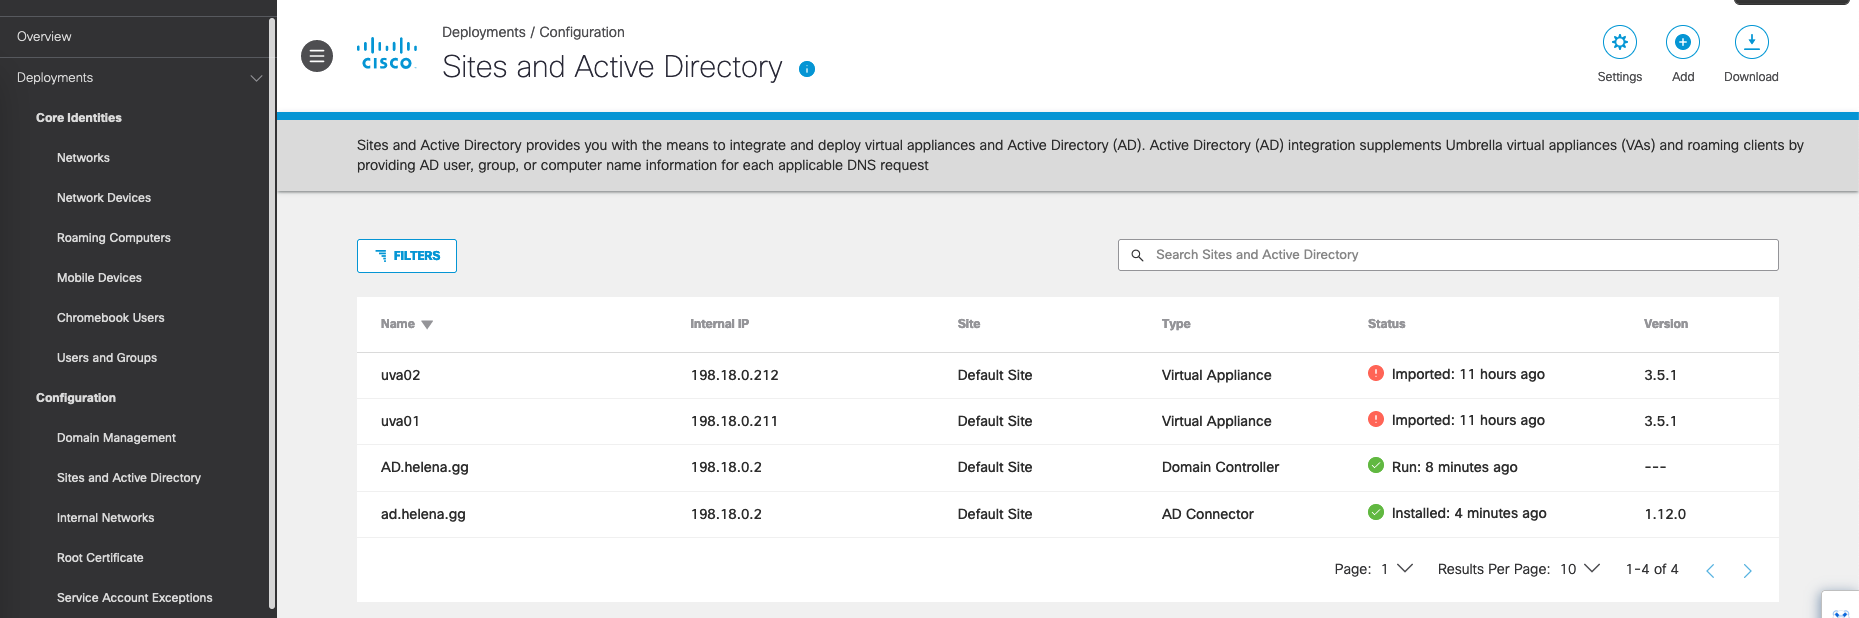 Overview
Deployments
Core Identities
Networks
Network Devices
Roaming Computers
Mobile Devices
Chromebook Users
Users and Groups
Configuration
Domain Management
Sites and Active Directory
Internal Networks
Root Certificate
Service Account Exceptions
CISCO
Deployments / Configuration
Sites and Active Directory
Settings Add Download
Sites and Active Directory provides you with the means to integrate and deploy virtual appliances and Active Directory (AD). Active Directory (AD) integration supplements Umbrella virtual appliances (VAs) and roaming clients by
providing AD user, group, or computer name information for each applicable DNS request
FILTERS
Search Sites and Active Directory
Name Internal IP Site Type Status Version
uva02 198.18.0.212 Default Site Virtual Appliance Imported: 11 hours ago 3.5.1
uva01 198.18.0.211 Default Site Virtual Appliance Imported: 11 hours ago 3.5.1
AD.helena.gg 198.18.0.2 Default Site Domain Controller Run: 8 minutes ago ---
ad.helena.gg 198.18.0.2 Default Site AD Connector Installed: 4 minutes ago 1.12.0
Page: 1 Results Per Page: 10 1-4 of 4